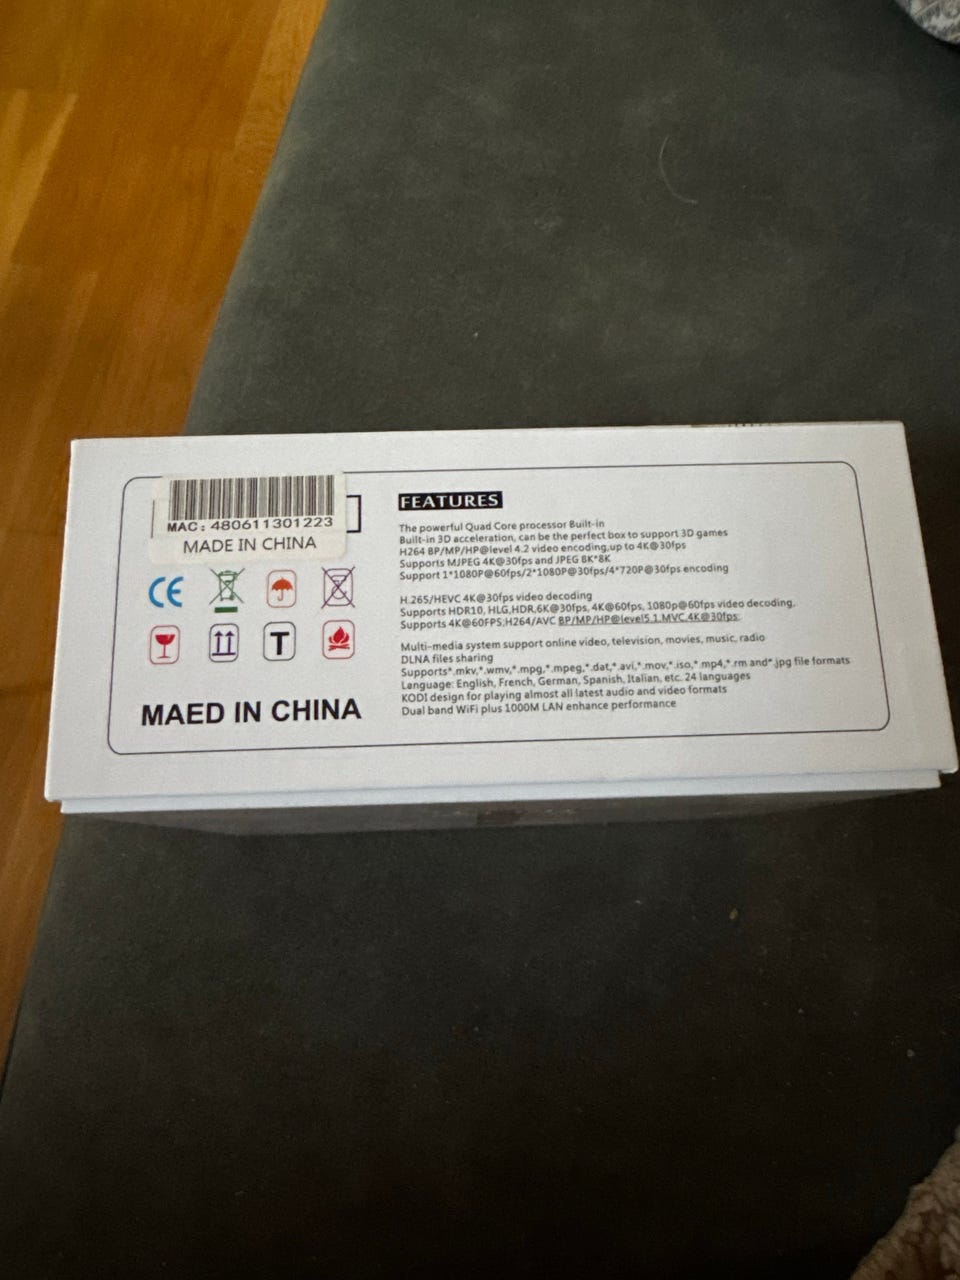 MAC: 480611301223
MADE IN CHINA
CE
T
MAED IN CHINA
FEATURES
The powerful Quad Core processor Built-in
Built-in 3D acceleration, can be the perfect box to support 3D games
H264 BP/MP/HP@level 4.2 video encoding,up to 4K@30fps
Supports MJPEG 4K@30fps and JPEG 8K*8K
Support 1*1080P@60fps/2*1080P@30fps/4*720P@30fps encoding
H.265/HEVC 4K@30fps video decoding
Supports HDR10, HLG,HDR,6K@30fps, 4K@60fps, 1080p@60fps video decoding,
Supports 4K@60FPS;H264/AVC BP/MP/HP@level5.1,MVC,4K@30fps;
Multi-media system support online video, television, movies, music, radio
DLNA files sharing
Supports*.mkv,*.wmv,*.mpg,*.mpeg,*.dat,*.avi,*.mov,*.iso,*.mp4,*.rm and*.jpg file formats
Language: English, French, German, Spanish, Italian, etc. 24 languages
KODI design for playing almost all latest audio and video formats
Dual band WiFi plus 1000M LAN enhance performance